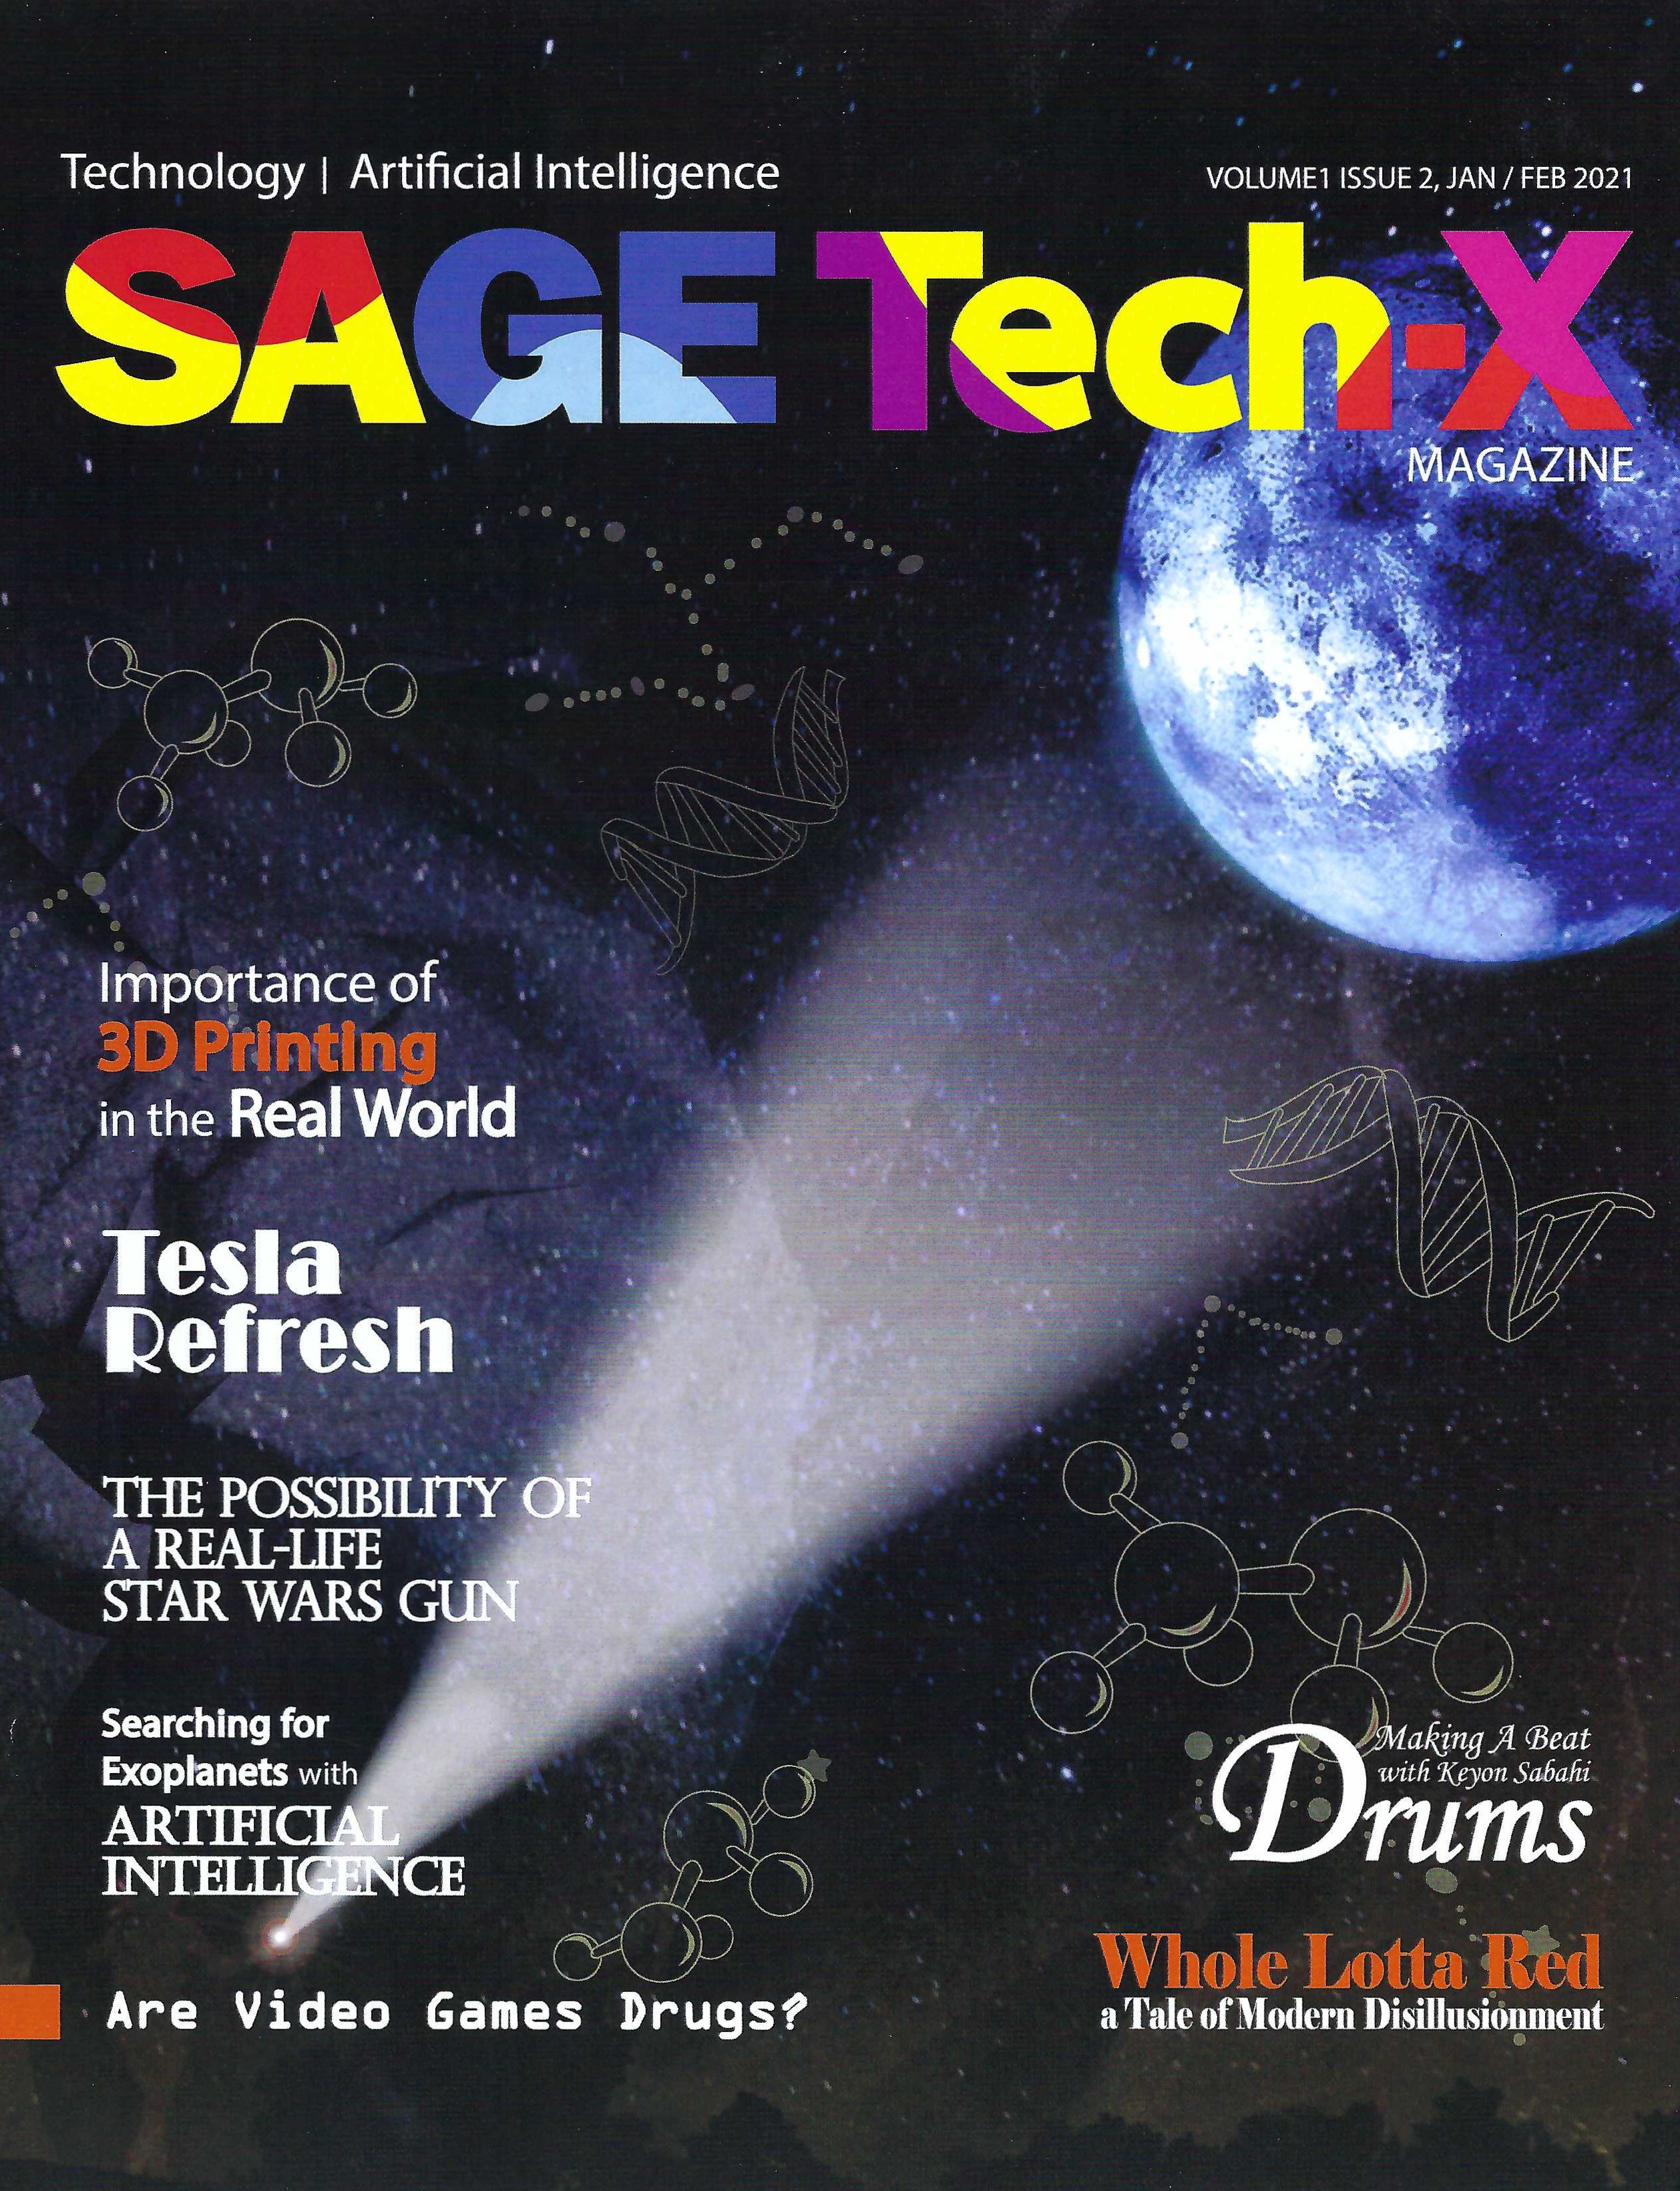 Technology | Artificial Intelligence
VOLUME1 ISSUE 2, JAN / FEB 2021
SAGE Tech-X
MAGAZINE
Importance of
3D Printing
in the Real World
Tesla
Refresh
THE POSSIBILITY OF
A REAL-LIFE
STAR WARS GUN
Searching for
Exoplanets with
ARTIFICIAL
INTELLIGENCE
Are Video Games Drugs?
Making A Beat
with Keyon Sabahi
Drums
Whole Lotta Red
a Tale of Modern Disillusionment